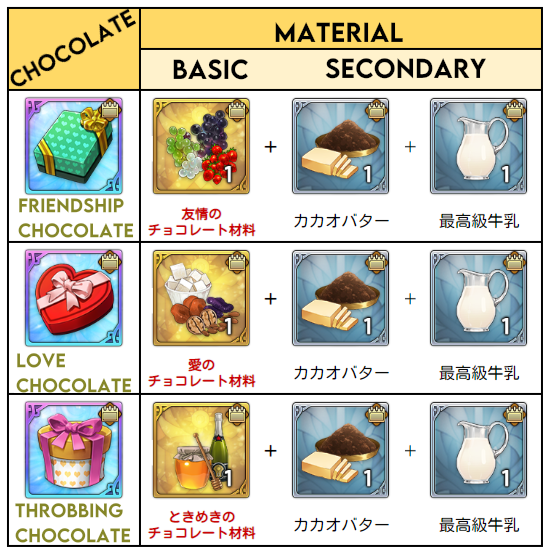 CHOCOLATE
MATERIAL
BASIC
SECONDARY
1
+
1
+
1
FRIENDSHIP
CHOCOLATE
友情の
チョコレート材料
カカオバター
最高級牛乳
1
+
1
+
1
LOVE
CHOCOLATE
愛の
チョコレート材料
カカオバター
最高級牛乳
1
+
1
+
1
THROBBING
CHOCOLATE
ときめきの
チョコレート材料
カカオバター
最高級牛乳